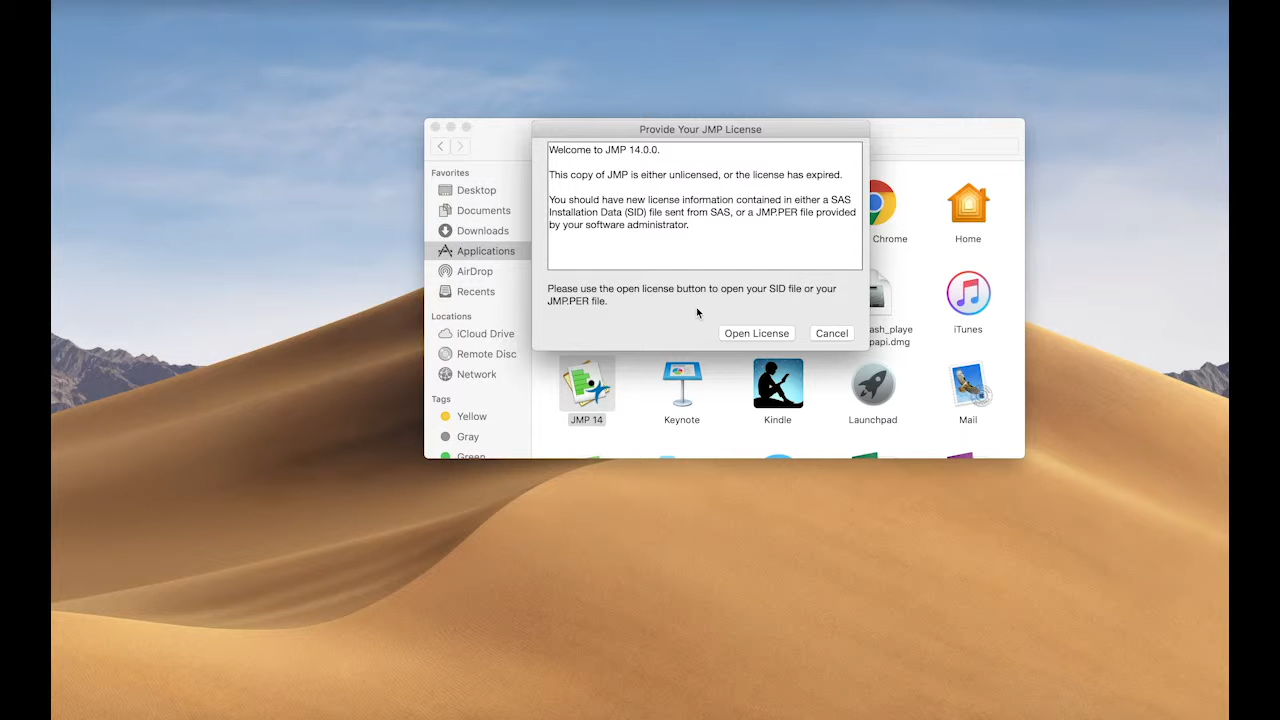 Provide Your JMP License
Welcome to JMP 14.0.0.
This copy of JMP is either unlicensed, or the license has expired.
You should have new license information contained in either a SAS
Installation Data (SID) file sent from SAS, or a JMP.PER file provided
by your software administrator.
Please use the open license button to open your SID file or your
JMP.PER file.
Open License
Cancel
Favorites
Desktop
Documents
Downloads
Applications
AirDrop
Recents
Locations
iCloud Drive
Remote Disc
Network
Tags
Yellow
Gray
Green
Chrome
Home
ash_playe
papi.dmg
iTunes
JMP 14
Keynote
Kindle
Launchpad
Mail